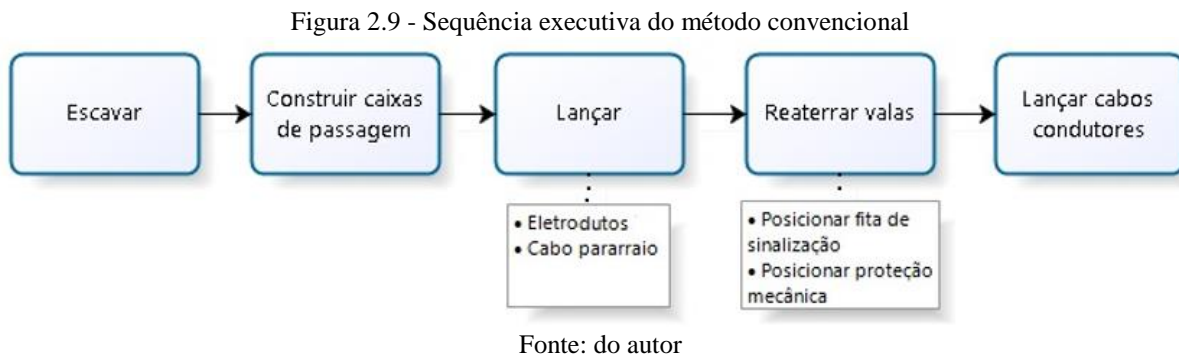 Figura 2.9 - Sequência executiva do método convencional
Escavar
Construir caixas
de passagem
Lançar
Reaterrar valas
Lançar cabos
condutores
• Eletrodutos
• Cabo pararraio
• Posicionar fita de
sinalização
• Posicionar proteção
mecânica
Fonte: do autor